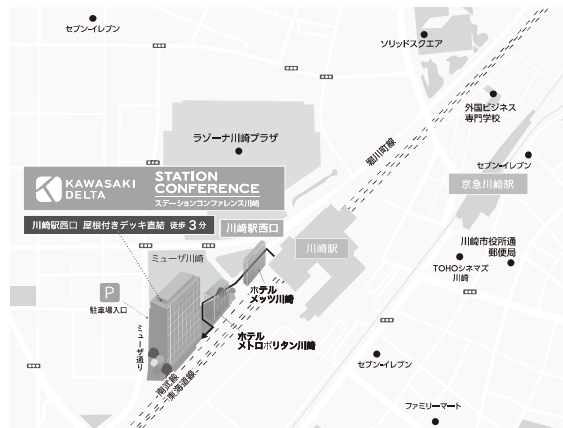 セブン-イレブン
ソリッドスクエア
外国ビジネス
専門学校
ラゾーナ川崎プラザ
堀川町線
セブン-イレブン
京急川崎駅
KAWASAKI
DELTA
STATION
CONFERENCE
ステーションコンファレンス川崎
川崎駅西口 屋根付きデッキ直結 徒歩3分
川崎駅西口
川崎駅
川崎市役所通
郵便局
TOHOシネマズ
川崎
ミューザ川崎
P
駐車場入口
ホテル
メッツ川崎
ミューザ通り
ホテル
メトロポリタン川崎
南武線
東海道線
セブン-イレブン
ファミリーマート